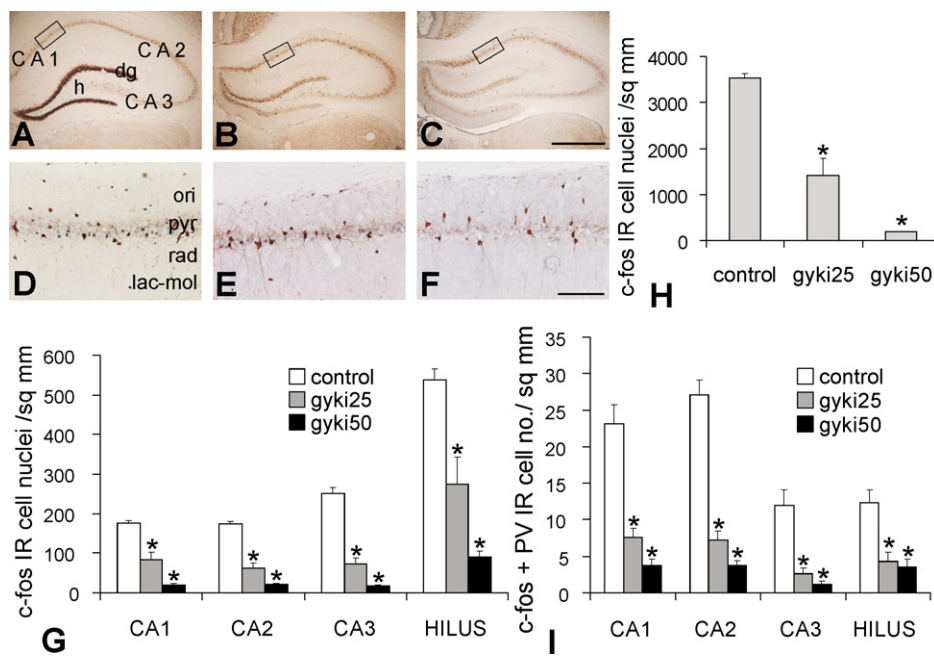 CA1
CA2
dg
h
CA3
A
B
C
ori
pyr
rad
.lac-mol
D
E
F
c-fos IR cell nuclei /sq mm
4000
3000
2000
1000
0
*
*
control
gyki25
gyki50
H
c-fos IR cell nuclei /sq mm
600
500
400
300
200
100
0
control
gyki25
gyki50
* * * * * * * *
CA1
CA2
CA3
HILUS
G
c-fos + PV IR cell no./ sq mm
35
30
25
20
15
10
5
0
control
gyki25
gyki50
* * * * * * * *
CA1
CA2
CA3
HILUS
I